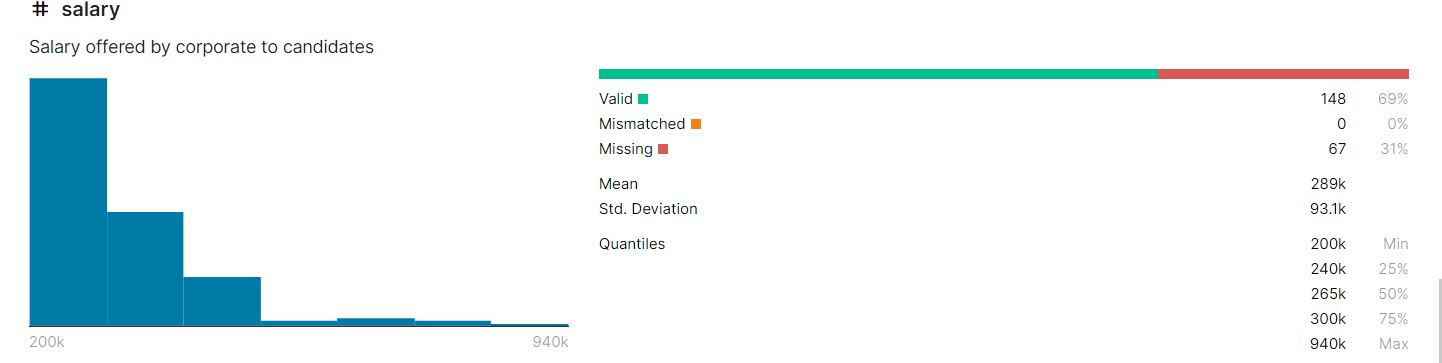 # salary
Salary offered by corporate to candidates
200k 940k
Valid 148 69%
Mismatched 0 0%
Missing 67 31%
Mean 289k
Std. Deviation 93.1k
Quantiles 200k Min
240k 25%
265k 50%
300k 75%
940k Max